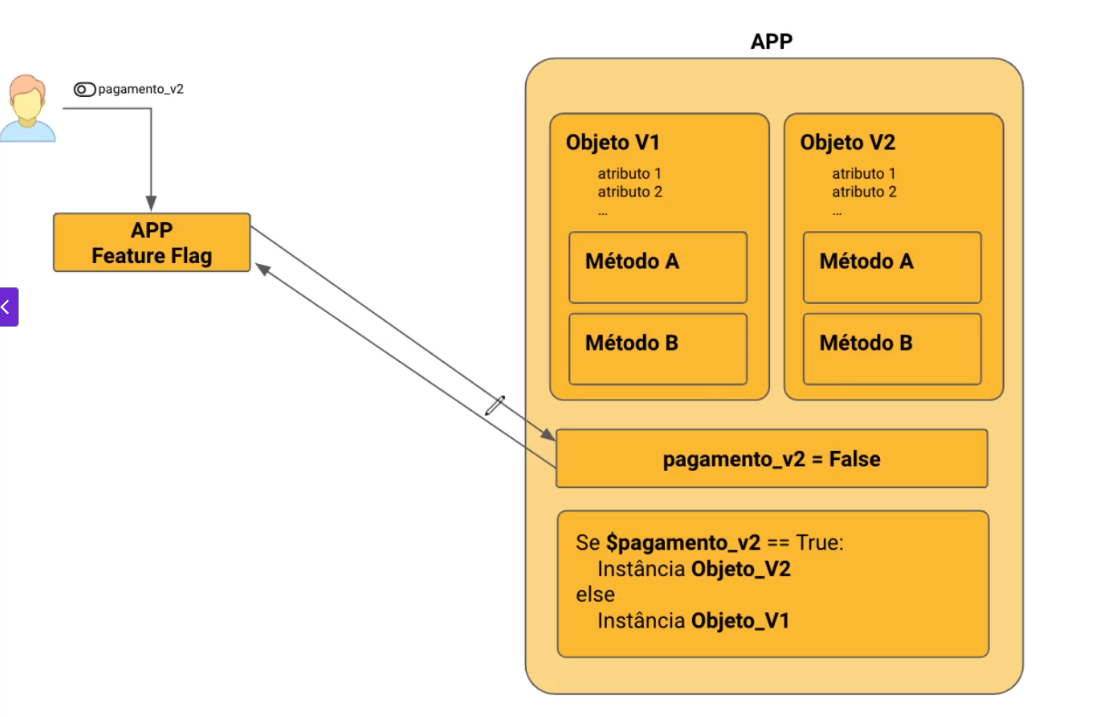 APP
pagamento_v2
APP
Feature Flag
Objeto V1
atributo 1
atributo 2
...
Método A
Método B
Objeto V2
atributo 1
atributo 2
...
Método A
Método B
pagamento_v2 = False
Se $pagamento_v2 == True:
Instância Objeto_V2
else
Instância Objeto_V1